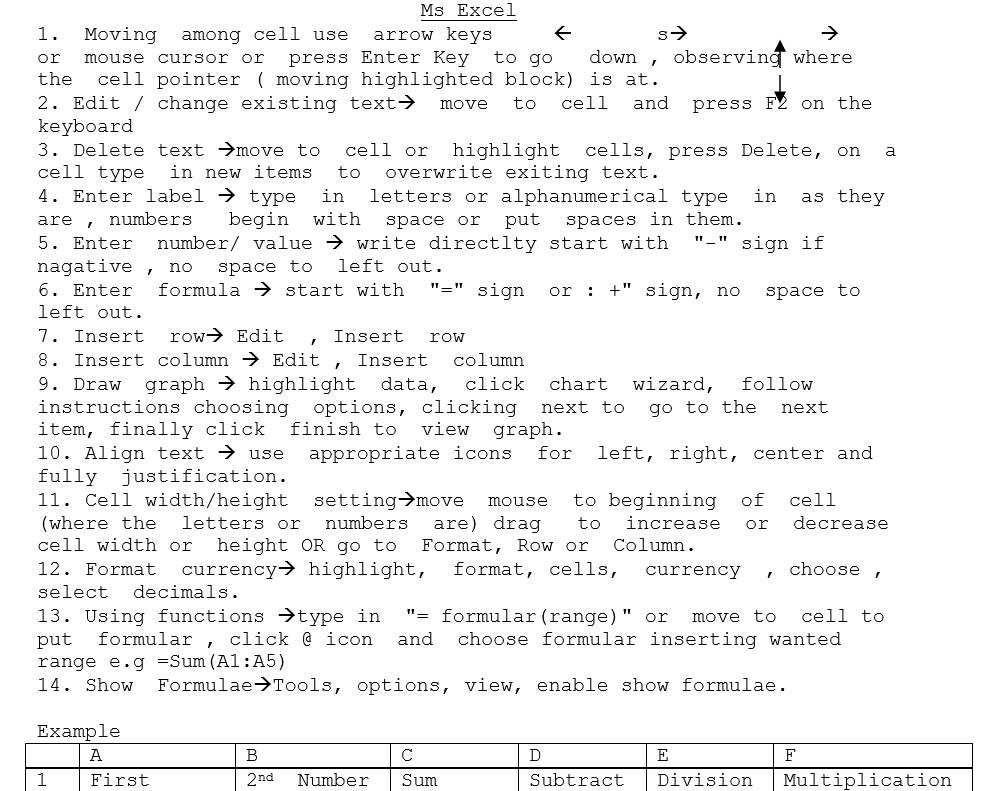 Ms Excel
1. Moving among cell use arrow keys ← s→ →
or mouse cursor or press Enter Key to go down , observing where
the cell pointer ( moving highlighted block) is at.
2. Edit / change existing text→ move to cell and press F2 on the
keyboard
3. Delete text →move to cell or highlight cells, press Delete, on a
cell type in new items to overwrite exiting text.
4. Enter label → type in letters or alphanumerical type in as they
are , numbers begin with space or put spaces in them.
5. Enter number/ value → write directlty start with "-" sign if
nagative , no space to left out.
6. Enter formula → start with "=" sign or : +" sign, no space to
left out.
7. Insert row→ Edit , Insert row
8. Insert column → Edit , Insert column
9. Draw graph → highlight data, click chart wizard, follow
instructions choosing options, clicking next to go to the next
item, finally click finish to view graph.
10. Align text → use appropriate icons for left, right, center and
fully justification.
11. Cell width/height setting→move mouse to beginning of cell
(where the letters or numbers are) drag to increase or decrease
cell width or height OR go to Format, Row or Column.
12. Format currency→ highlight, format, cells, currency , choose ,
select decimals.
13. Using functions →type in "= formular(range)" or move to cell to
put formular , click @ icon and choose formular inserting wanted
range e.g =Sum(A1:A5)
14. Show Formulae→Tools, options, view, enable show formulae.
Example
A B C D E F
1 First 2nd Number Sum Subtract Division Multiplication